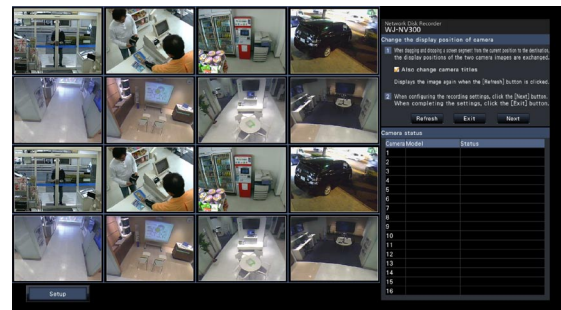 Network Disk Recorder
WJ-NV300
Change the display position of camera
1 When dragging and dropping a screen segment from the current position to the destination,
the display positions of the two camera images are exchanged.
Also change camera titles
Displays the image again when the [Refresh] button is clicked.
2 When configuring the recording settings, click the [Next] button.
When completing the settings, click the [Exit] button.
Refresh Exit Next
Camera status
Camera Model Status
1
2
3
4
5
6
7
8
9
10
11
12
13
14
15
16
Setup